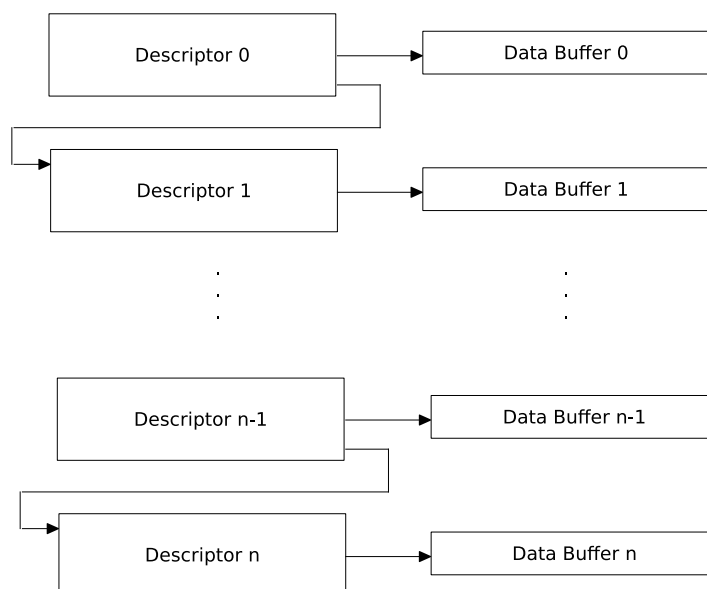 Descriptor 0
Data Buffer 0
Descriptor 1
Data Buffer 1
Descriptor n-1
Data Buffer n-1
Descriptor n
Data Buffer n